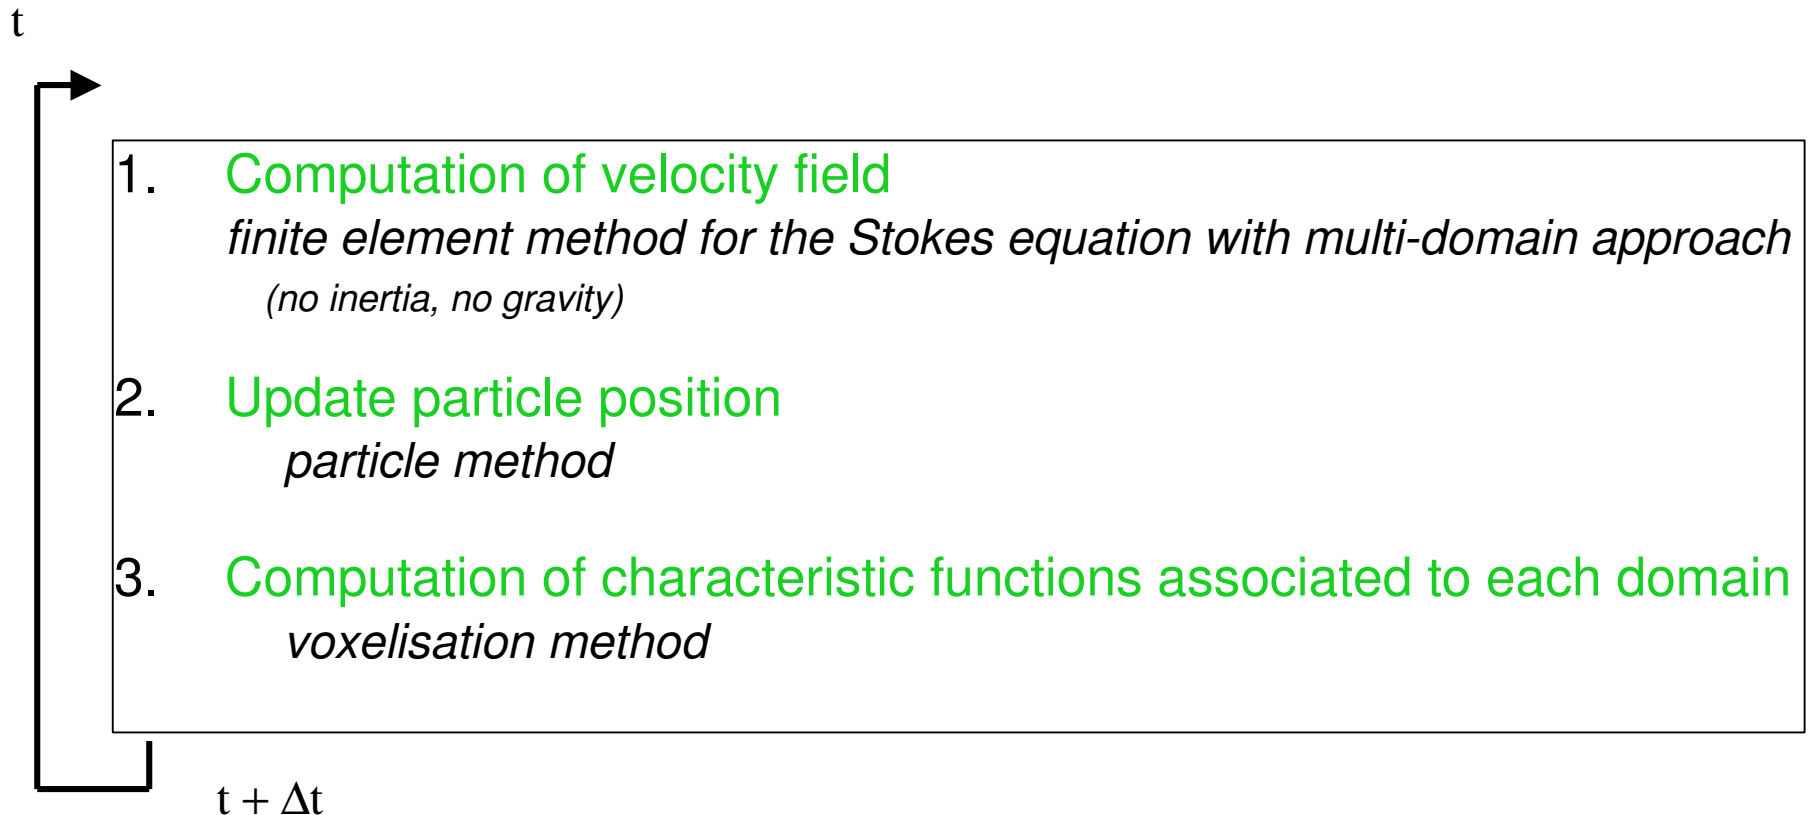 t
1. Computation of velocity field
finite element method for the Stokes equation with multi-domain approach
(no inertia, no gravity)
2. Update particle position
particle method
3. Computation of characteristic functions associated to each domain
voxelisation method
t + Δt